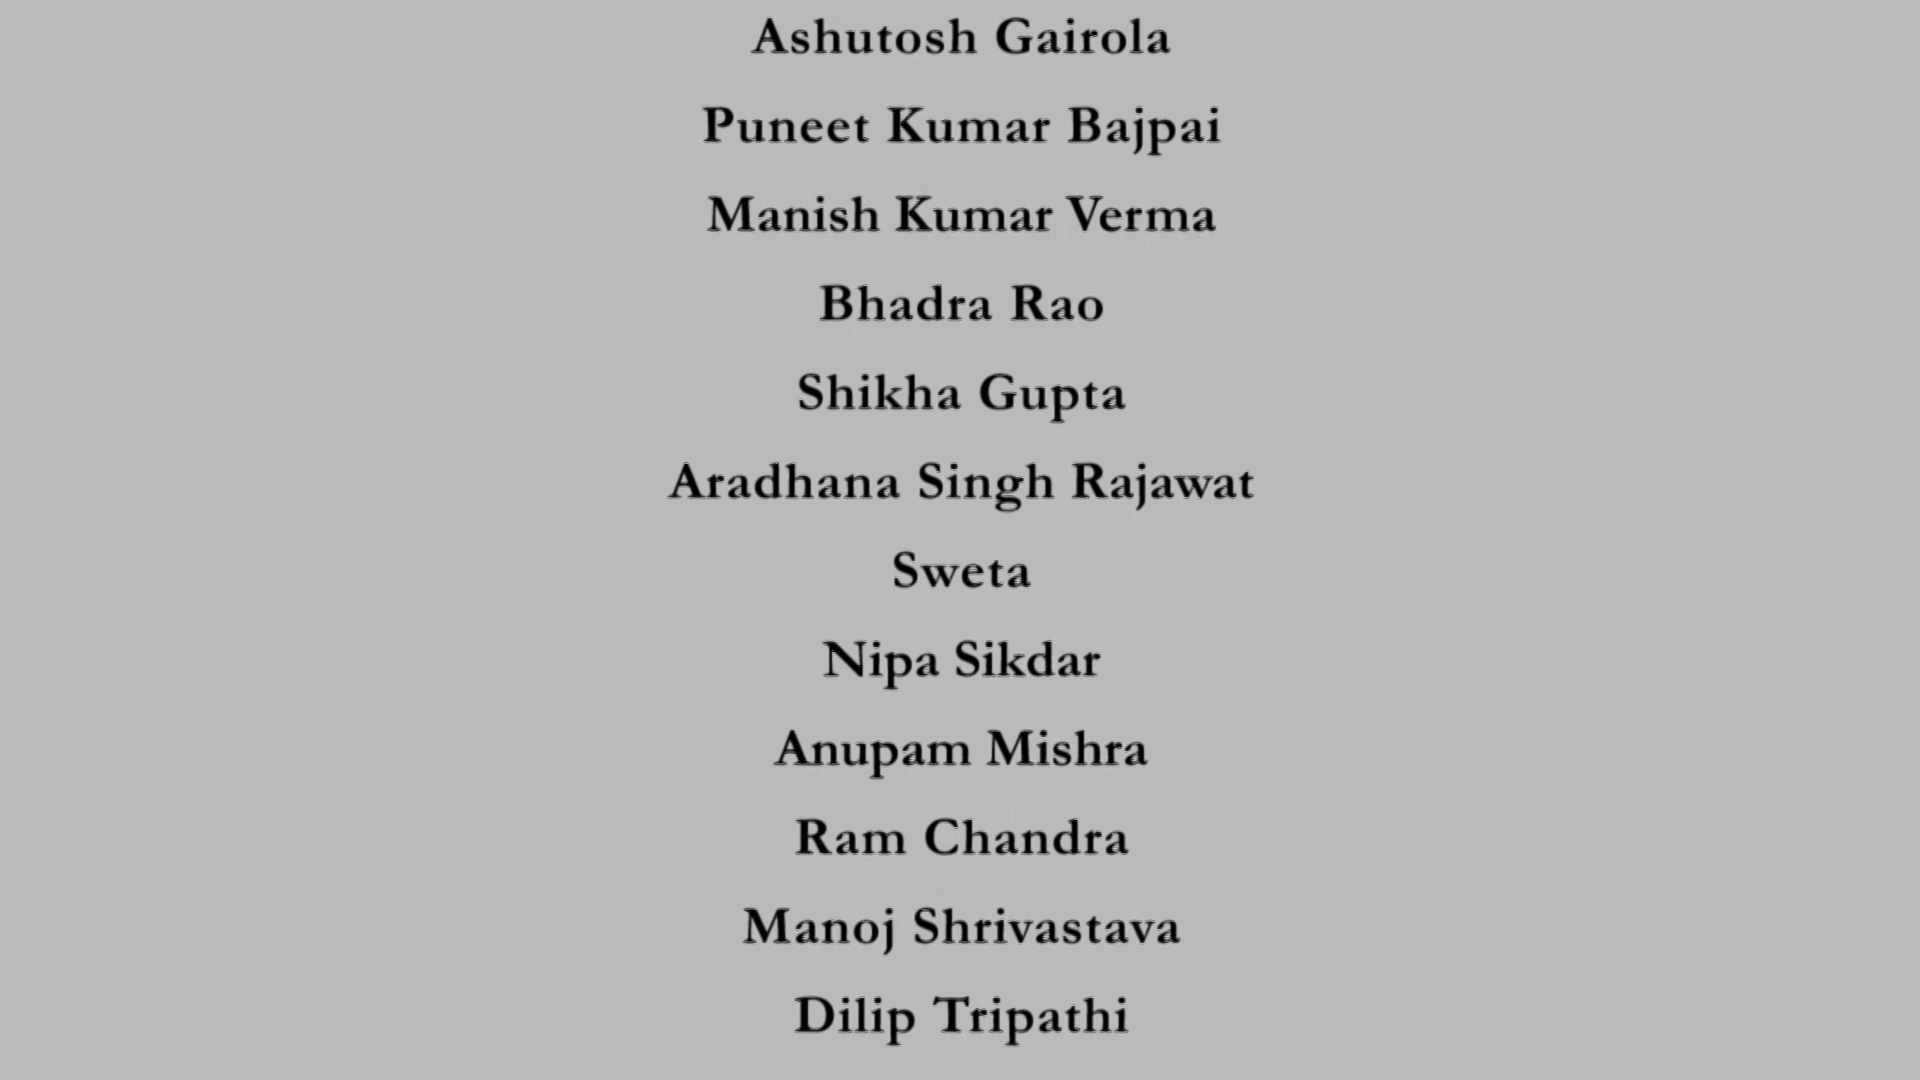 Ashutosh Gairola
Puneet Kumar Bajpai
Manish Kumar Verma
Bhadra Rao
Shikha Gupta
Aradhana Singh Rajawat
Sweta
Nipa Sikdar
Anupam Mishra
Ram Chandra
Manoj Shrivastava
Dilip Tripathi